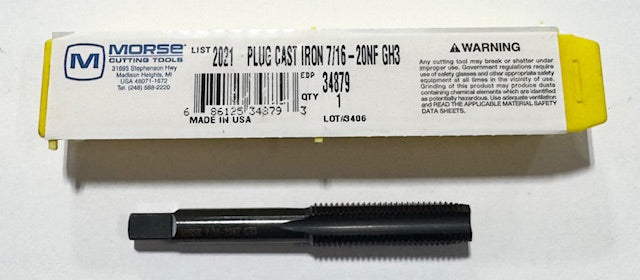 M MORSE®
CUTTING TOOLS
31695 Stephenson Hwy
Madison Heights, MI
USA 48071-1672
Tel: (248) 588-2220
LIST 2021 PLUG CAST IRON 7/16-20NF GH3
EDP 34879
QTY 1
6 86125 34879 3
MADE IN USA
LOT#3406
⚠WARNING
Any cutting tool may break or shatter under
improper use. Government regulations require
use of safety glasses and other appropriate safety
equipment at all times in the vicinity of use.
Grinding of this product may produce dusts
containing chemical elements which are identified
as potentially hazardous. Use adequate ventilation
and READ THE APPLICABLE MATERIAL SAFETY
DATA SHEETS.
MORSE 7/16-20NF GH3